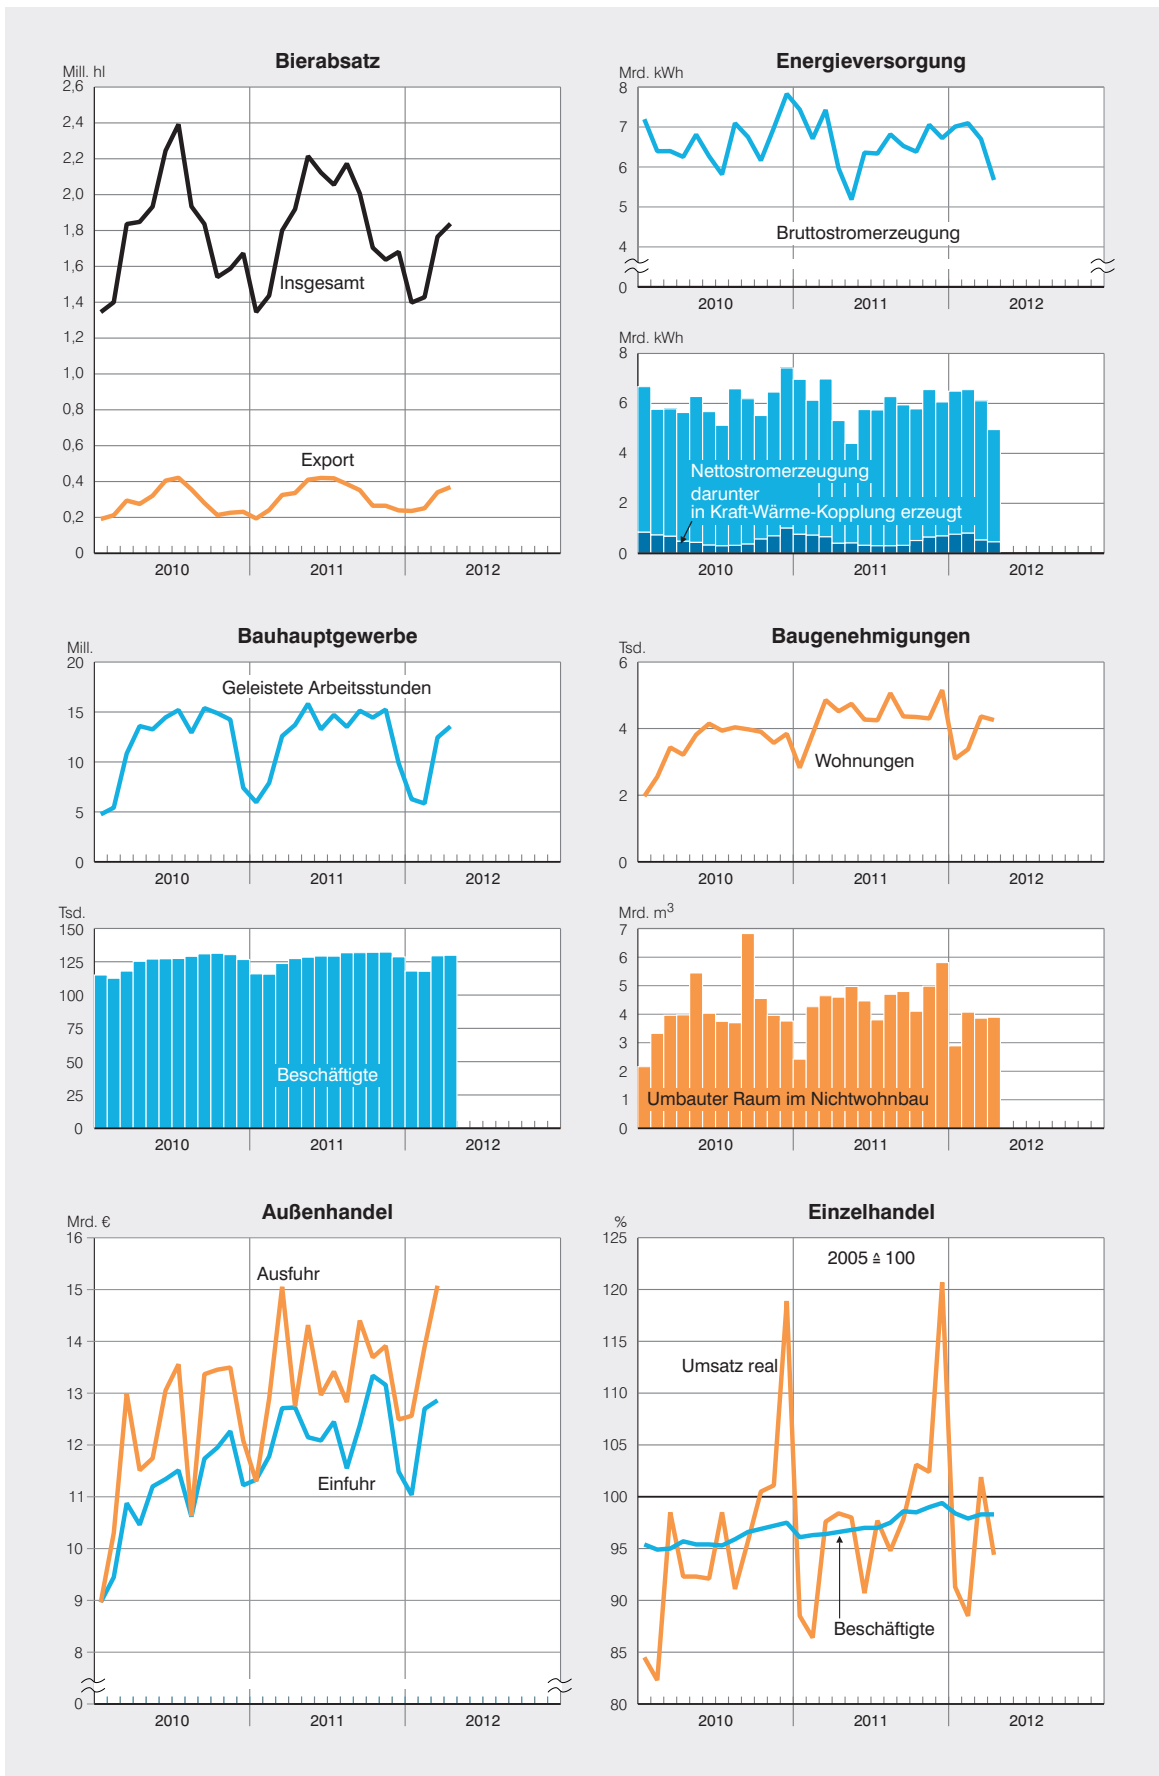 Bierabsatz
Mill. hl
2,6
2,4
2,2
2,0
1,8
1,6
1,4
1,2
1,0
0,8
0,6
0,4
0,2
0
Insgesamt
Export
2010 2011 2012
Energieversorgung
Mrd. kWh
8
7
6
5
4
0
Bruttostromerzeugung
2010 2011 2012
Mrd. kWh
8
6
4
2
0
Nettostromerzeugung
darunter
in Kraft-Wärme-Kopplung erzeugt
2010 2011 2012
Bauhauptgewerbe
Mill.
20
15
10
5
0
Geleistete Arbeitsstunden
2010 2011 2012
Tsd.
150
125
100
75
50
25
0
Beschäftigte
2010 2011 2012
Baugenehmigungen
Tsd.
6
4
2
0
Wohnungen
2010 2011 2012
Mrd. m³
7
6
5
4
3
2
1
0
Umbauter Raum im Nichtwohnbau
2010 2011 2012
Außenhandel
Mrd. €
16
15
14
13
12
11
10
9
8
0
Ausfuhr
Einfuhr
2010 2011 2012
Einzelhandel
%
125
120
115
110
105
100
95
90
85
80
2005 ≙ 100
Umsatz real
Beschäftigte
2010 2011 2012